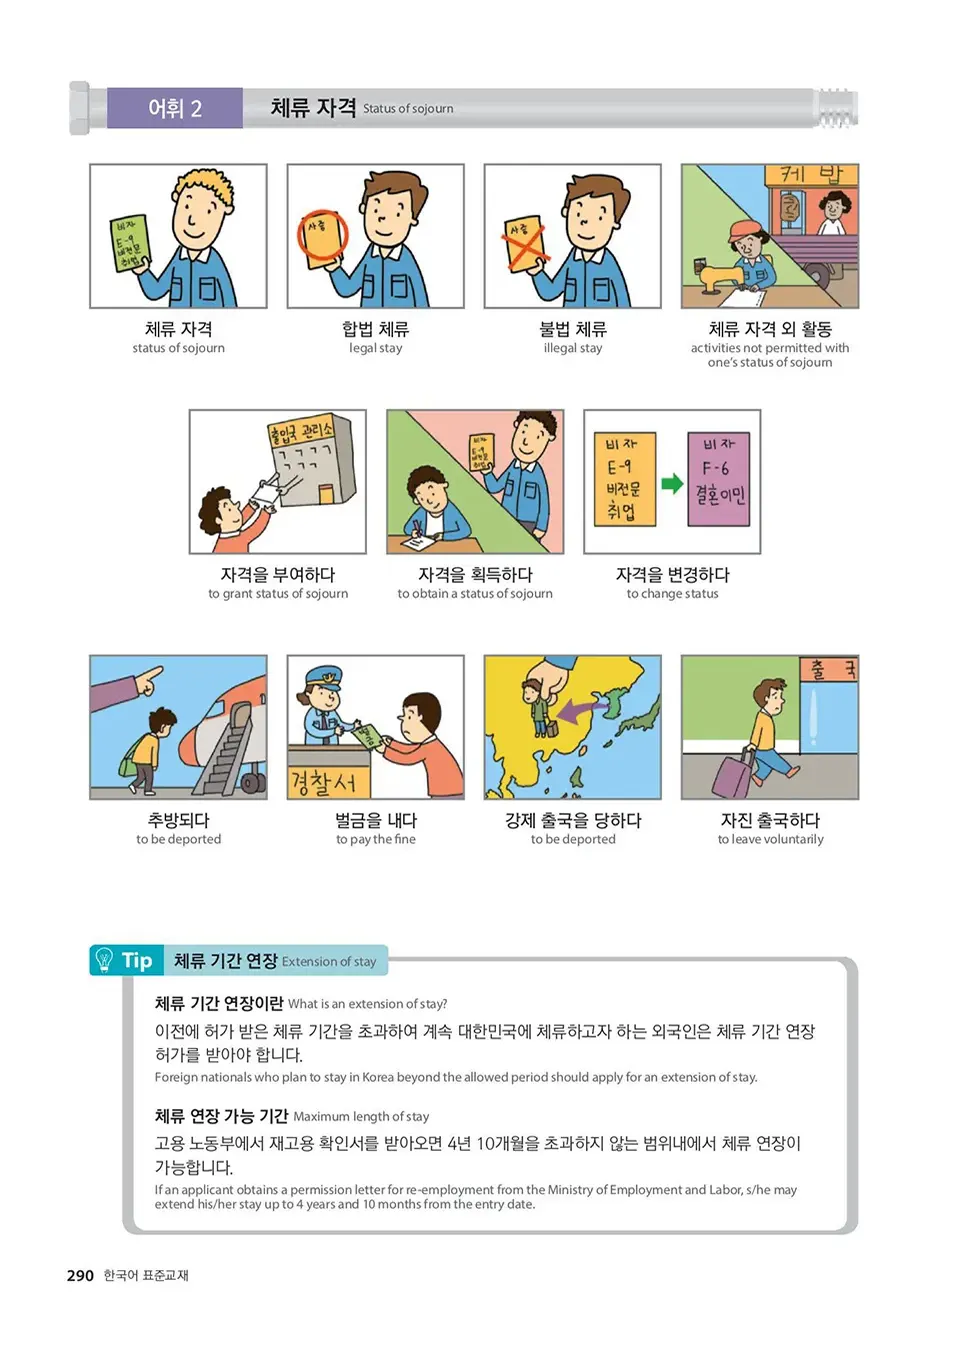 어휘 2
체류 자격 Status of sojourn
비자
E-9
비전문
취업
사증
사증
케밥
체류 자격
status of sojourn
합법 체류
legal stay
불법 체류
illegal stay
체류 자격 외 활동
activities not permitted with
one's status of sojourn
출입국 관리소
비자
E-9
비전문
취업
비자
E-9
비전문
취업
비자
F-6
결혼이민
자격을 부여하다
to grant status of sojourn
자격을 획득하다
to obtain a status of sojourn
자격을 변경하다
to change status
벌금
경찰서
출국
추방되다
to be deported
벌금을 내다
to pay the fine
강제 출국을 당하다
to be deported
자진 출국하다
to leave voluntarily
Tip 체류 기간 연장 Extension of stay
체류 기간 연장이란 What is an extension of stay?
이전에 허가 받은 체류 기간을 초과하여 계속 대한민국에 체류하고자 하는 외국인은 체류 기간 연장
허가를 받아야 합니다.
Foreign nationals who plan to stay in Korea beyond the allowed period should apply for an extension of stay.
체류 연장 가능 기간 Maximum length of stay
고용 노동부에서 재고용 확인서를 받아오면 4년 10개월을 초과하지 않는 범위내에서 체류 연장이
가능합니다.
If an applicant obtains a permission letter for re-employment from the Ministry of Employment and Labor, s/he may
extend his/her stay up to 4 years and 10 months from the entry date.
290 한국어 표준교재